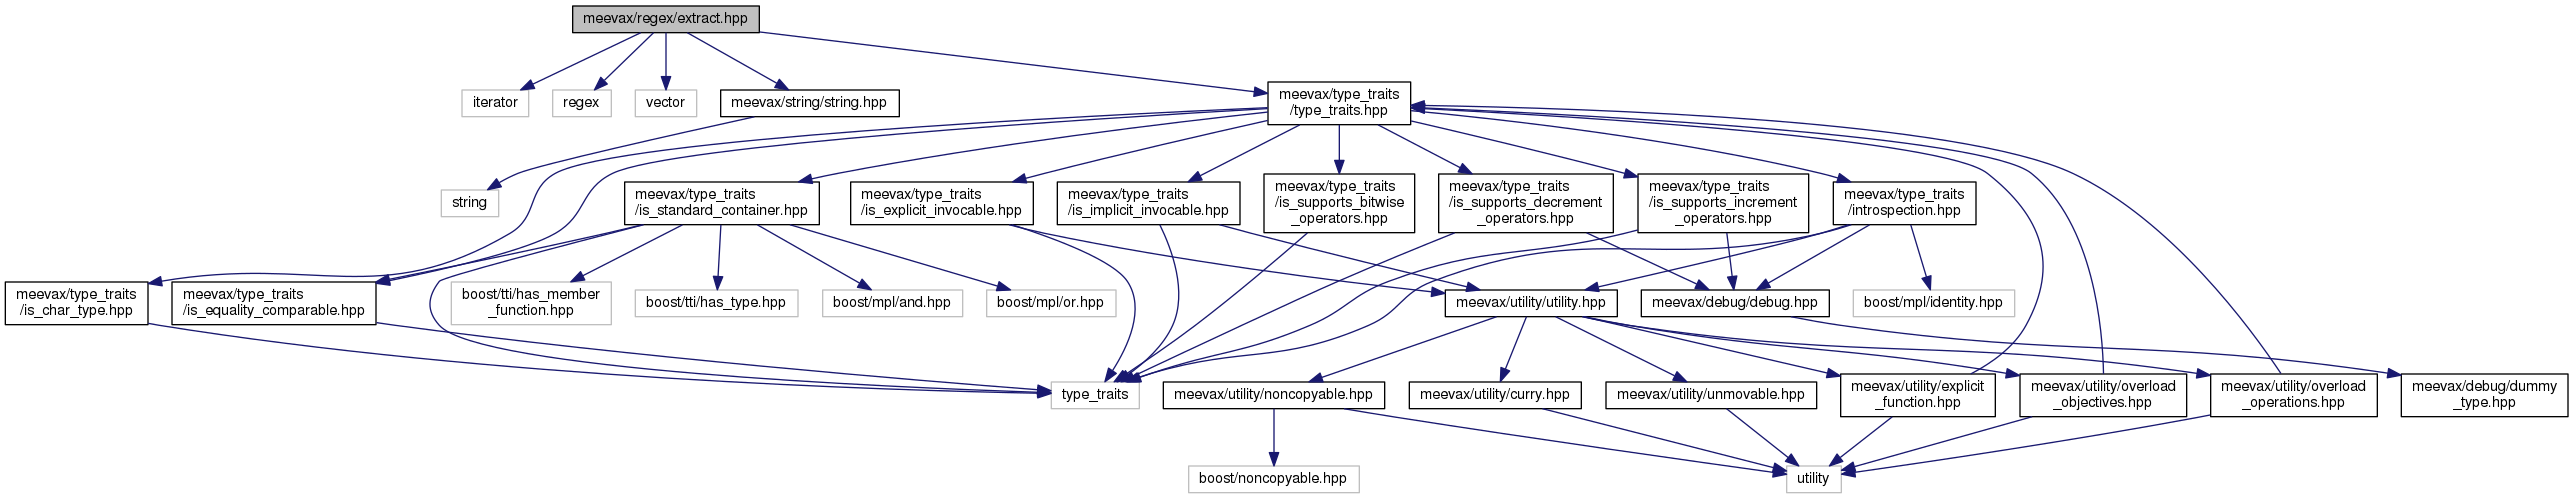 meevax/regex/extract.hpp
iterator
regex
vector
meevax/string/string.hpp
meevax/type_traits
/type_traits.hpp
string
meevax/type_traits
/is_standard_container.hpp
meevax/type_traits
/is_explicit_invocable.hpp
meevax/type_traits
/is_implicit_invocable.hpp
meevax/type_traits
/is_supports_bitwise
_operators.hpp
meevax/type_traits
/is_supports_decrement
_operators.hpp
meevax/type_traits
/is_supports_increment
_operators.hpp
meevax/type_traits
/introspection.hpp
meevax/type_traits
/is_char_type.hpp
meevax/type_traits
/is_equality_comparable.hpp
boost/tti/has_member
_function.hpp
boost/tti/has_type.hpp
boost/mpl/and.hpp
boost/mpl/or.hpp
meevax/utility/utility.hpp
meevax/debug/debug.hpp
boost/mpl/identity.hpp
type_traits
meevax/utility/noncopyable.hpp
meevax/utility/curry.hpp
meevax/utility/unmovable.hpp
meevax/utility/explicit
_function.hpp
meevax/utility/overload
_objectives.hpp
meevax/utility/overload
_operations.hpp
meevax/debug/dummy
_type.hpp
boost/noncopyable.hpp
utility